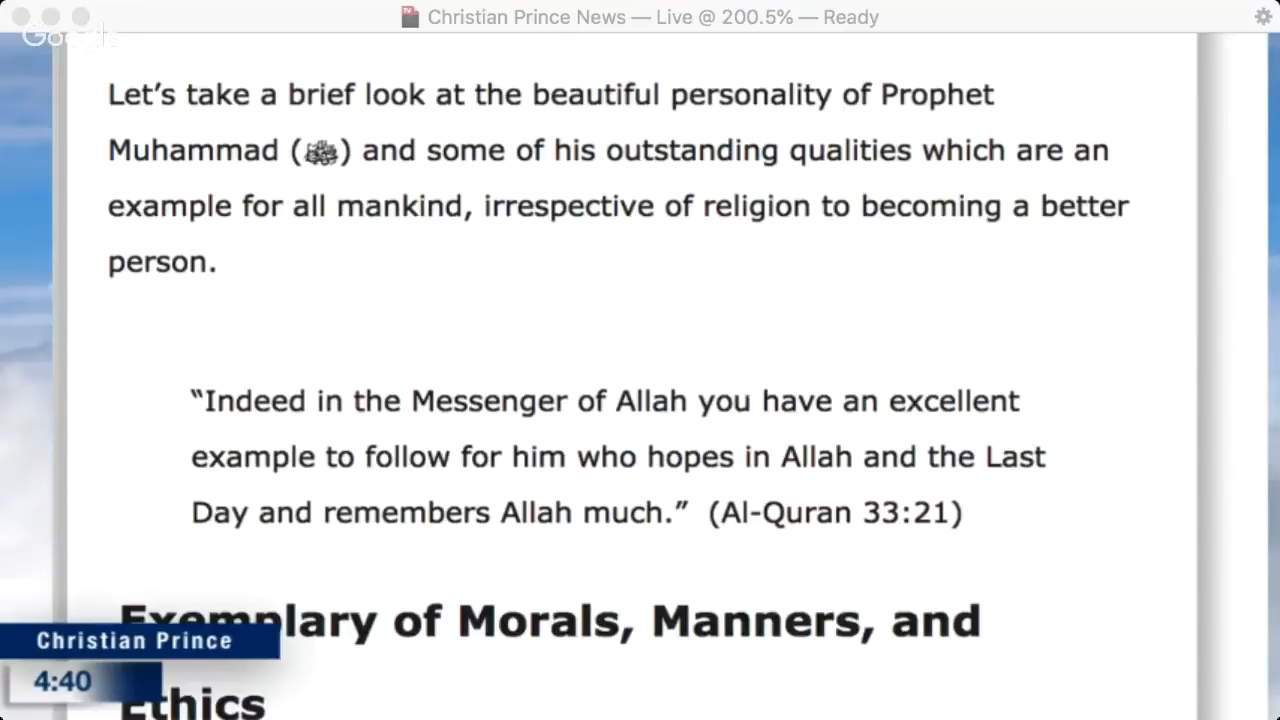 Christian Prince News — Live @ 200.5% — Ready
Google
Let’s take a brief look at the beautiful personality of Prophet
Muhammad (ﷺ) and some of his outstanding qualities which are an
example for all mankind, irrespective of religion to becoming a better
person.
“Indeed in the Messenger of Allah you have an excellent
example to follow for him who hopes in Allah and the Last
Day and remembers Allah much.” (Al-Quran 33:21)
Exemplary of Morals, Manners, and
Ethics
Christian Prince
4:40